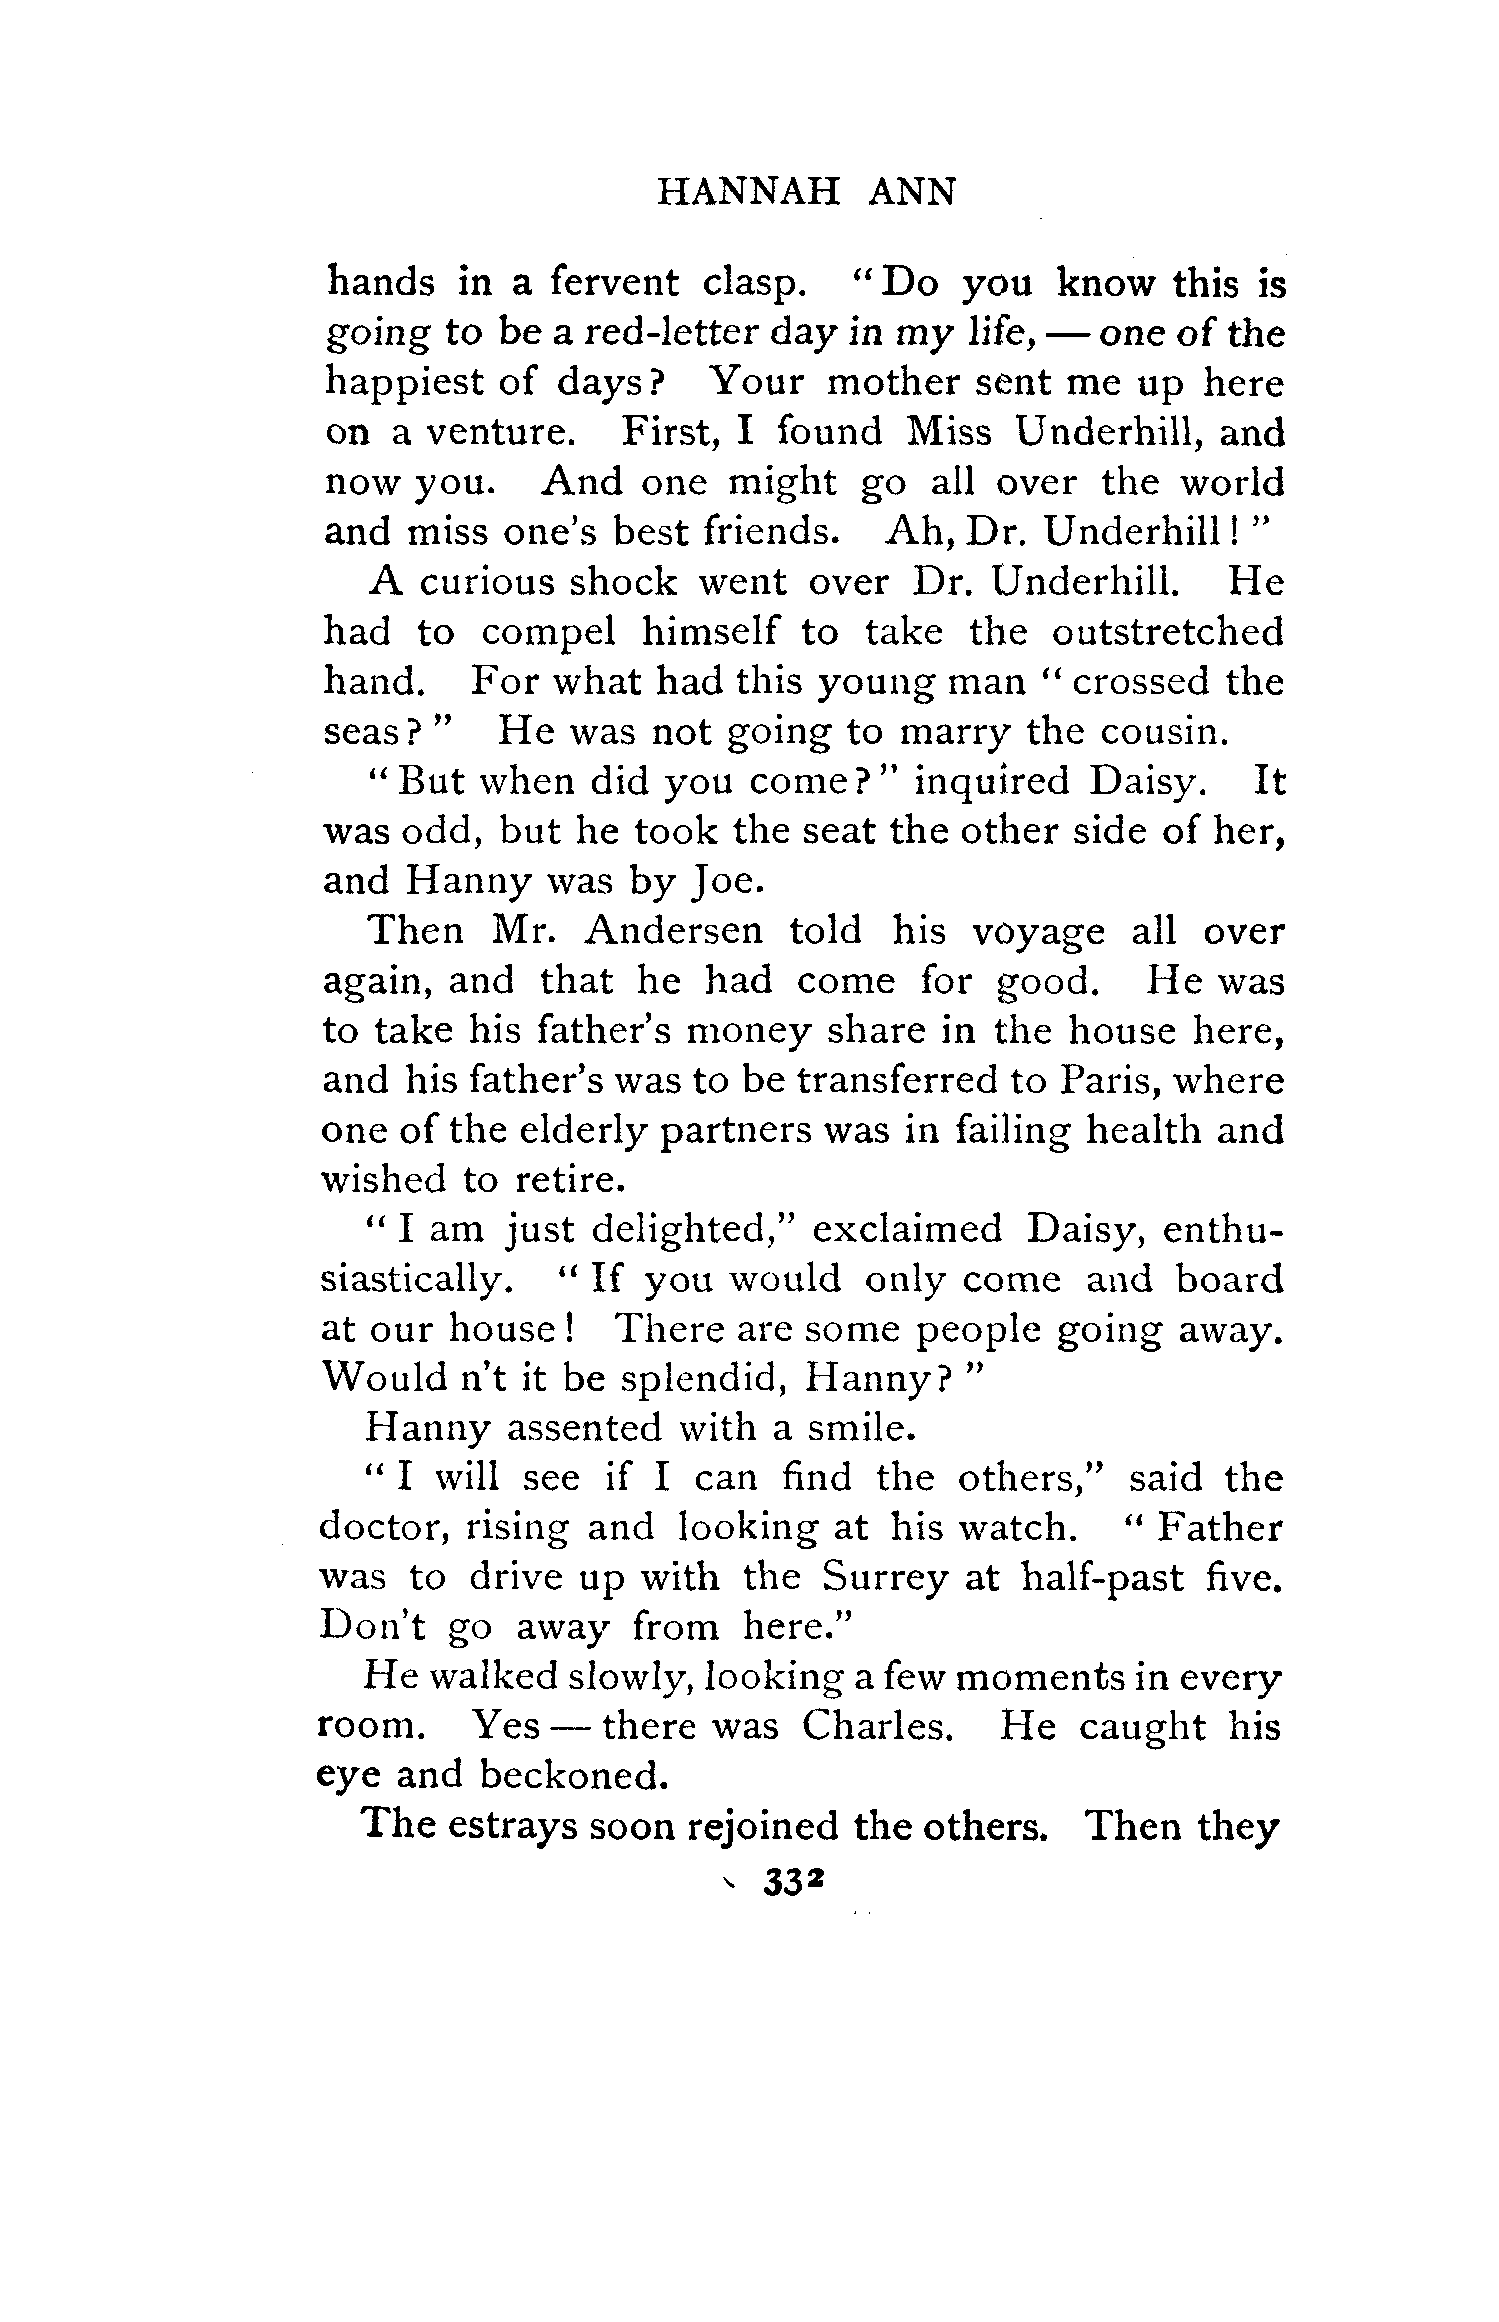 HANNAH ANN
hands in a fervent clasp. "Do you know this is
going to be a red-letter day in my life, — one of the
happiest of days? Your mother sent me up here
on a venture. First, I found Miss Underhill, and
now you. And one might go all over the world
and miss one's best friends. Ah, Dr. Underhill!"
A curious shock went over Dr. Underhill. He
had to compel himself to take the outstretched
hand. For what had this young man "crossed the
seas?" He was not going to marry the cousin.
"But when did you come?" inquired Daisy. It
was odd, but he took the seat the other side of her,
and Hanny was by Joe.
Then Mr. Andersen told his voyage all over
again, and that he had come for good. He was
to take his father's money share in the house here,
and his father's was to be transferred to Paris, where
one of the elderly partners was in failing health and
wished to retire.
"I am just delighted," exclaimed Daisy, enthu-
siastically. "If you would only come and board
at our house! There are some people going away.
Would n't it be splendid, Hanny?"
Hanny assented with a smile.
"I will see if I can find the others," said the
doctor, rising and looking at his watch. "Father
was to drive up with the Surrey at half-past five.
Don't go away from here."
He walked slowly, looking a few moments in every
room. Yes — there was Charles. He caught his
eye and beckoned.
The estrays soon rejoined the others. Then they
332